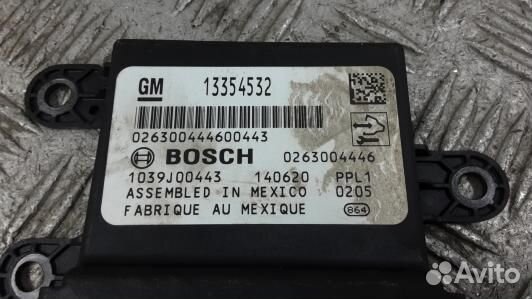 GM 13354532
026300444600443
BOSCH 0263004446
1039J00443 140620 PPL1
ASSEMBLED IN MEXICO 0205
FABRIQUE AU MEXIQUE 864
Avito